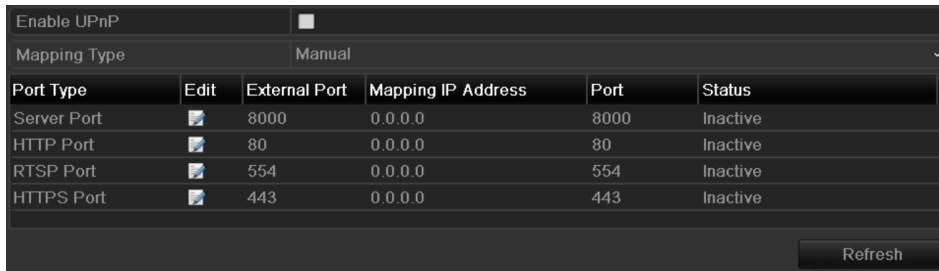 Enable UPnP
Mapping Type Manual
Port Type Edit External Port Mapping IP Address Port Status
Server Port 8000 0.0.0.0 8000 Inactive
HTTP Port 80 0.0.0.0 80 Inactive
RTSP Port 554 0.0.0.0 554 Inactive
HTTPS Port 443 0.0.0.0 443 Inactive
Refresh